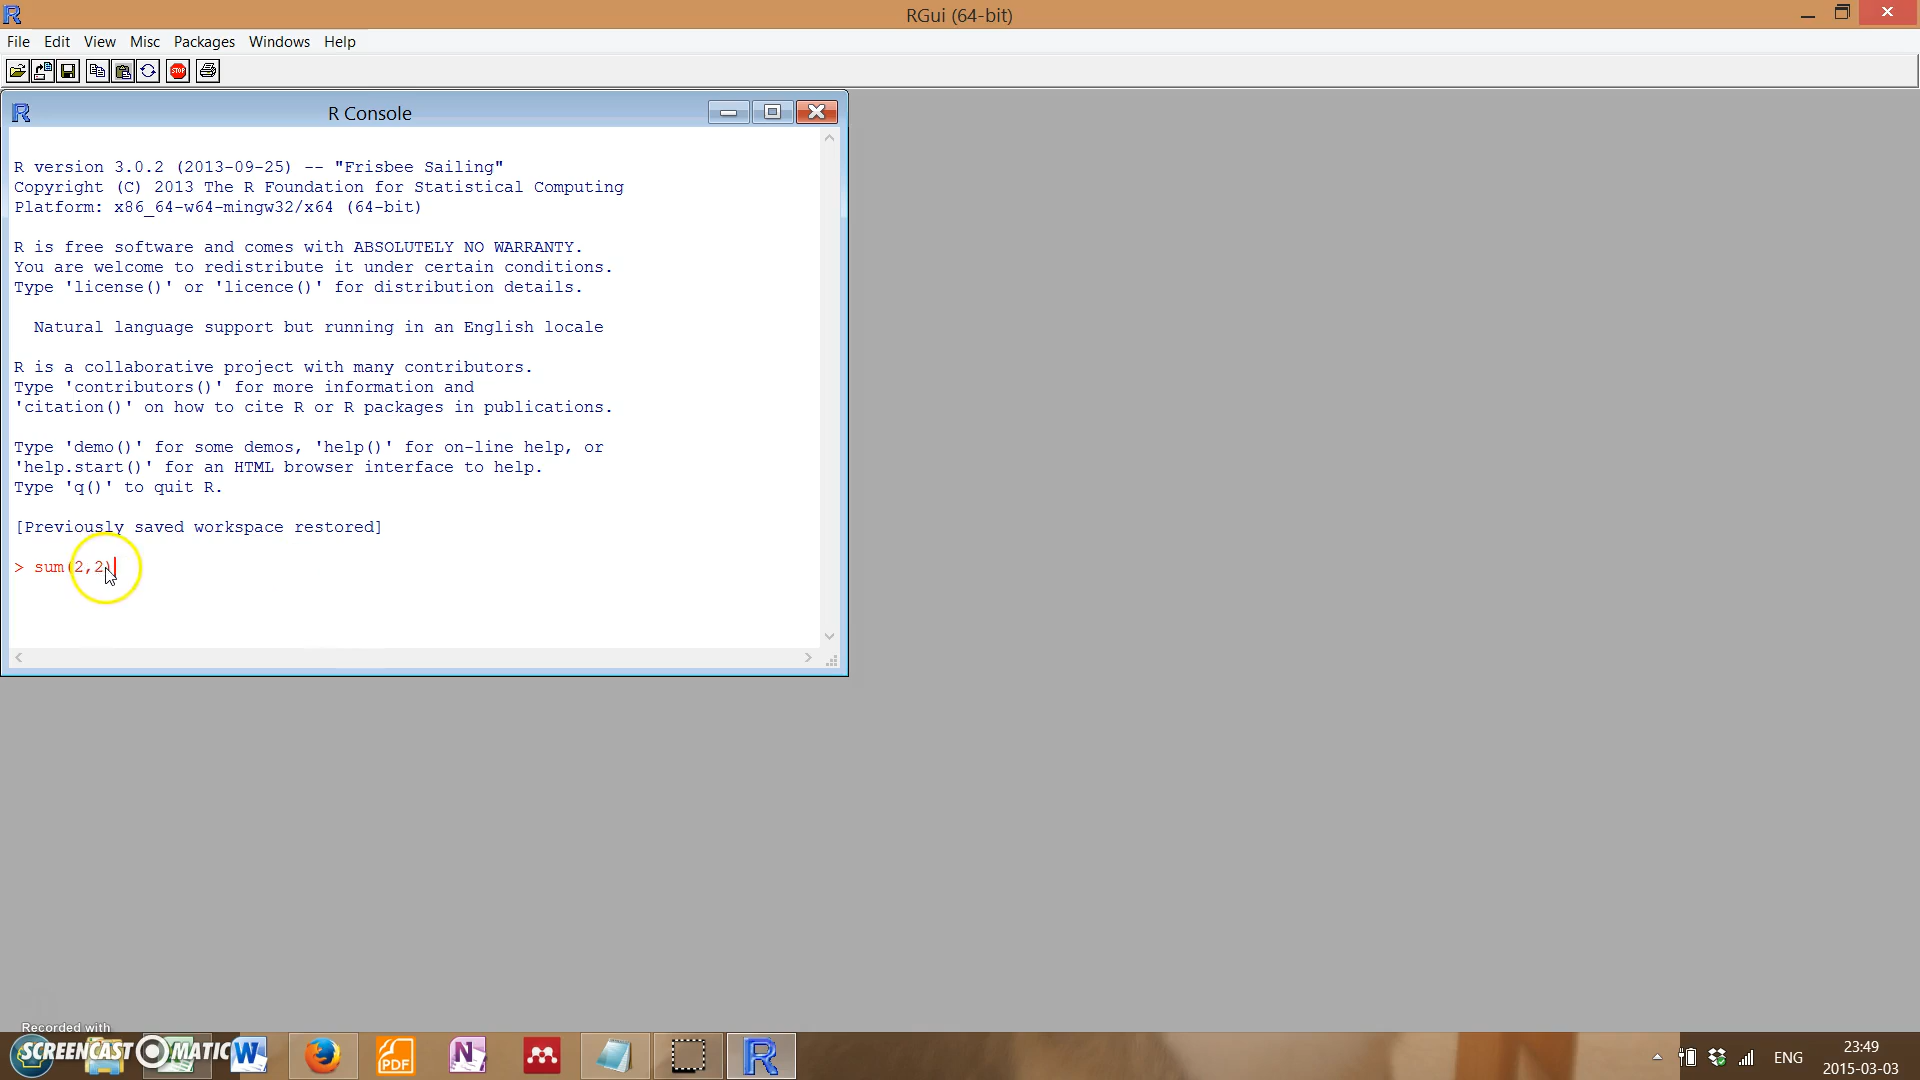 RGui (64-bit)
File Edit View Misc Packages Windows Help
STOP
R Console
R version 3.0.2 (2013-09-25) -- "Frisbee Sailing"
Copyright (C) 2013 The R Foundation for Statistical Computing
Platform: x86_64-w64-mingw32/x64 (64-bit)
R is free software and comes with ABSOLUTELY NO WARRANTY.
You are welcome to redistribute it under certain conditions.
Type 'license()' or 'licence()' for distribution details.
Natural language support but running in an English locale
R is a collaborative project with many contributors.
Type 'contributors()' for more information and
'citation()' on how to cite R or R packages in publications.
Type 'demo()' for some demos, 'help()' for on-line help, or
'help.start()' for an HTML browser interface to help.
Type 'q()' to quit R.
[Previously saved workspace restored]
> sum(2,2)
Recorded with
SCREENCAST O MATIC
PDF
ENG
23:49
2015-03-03